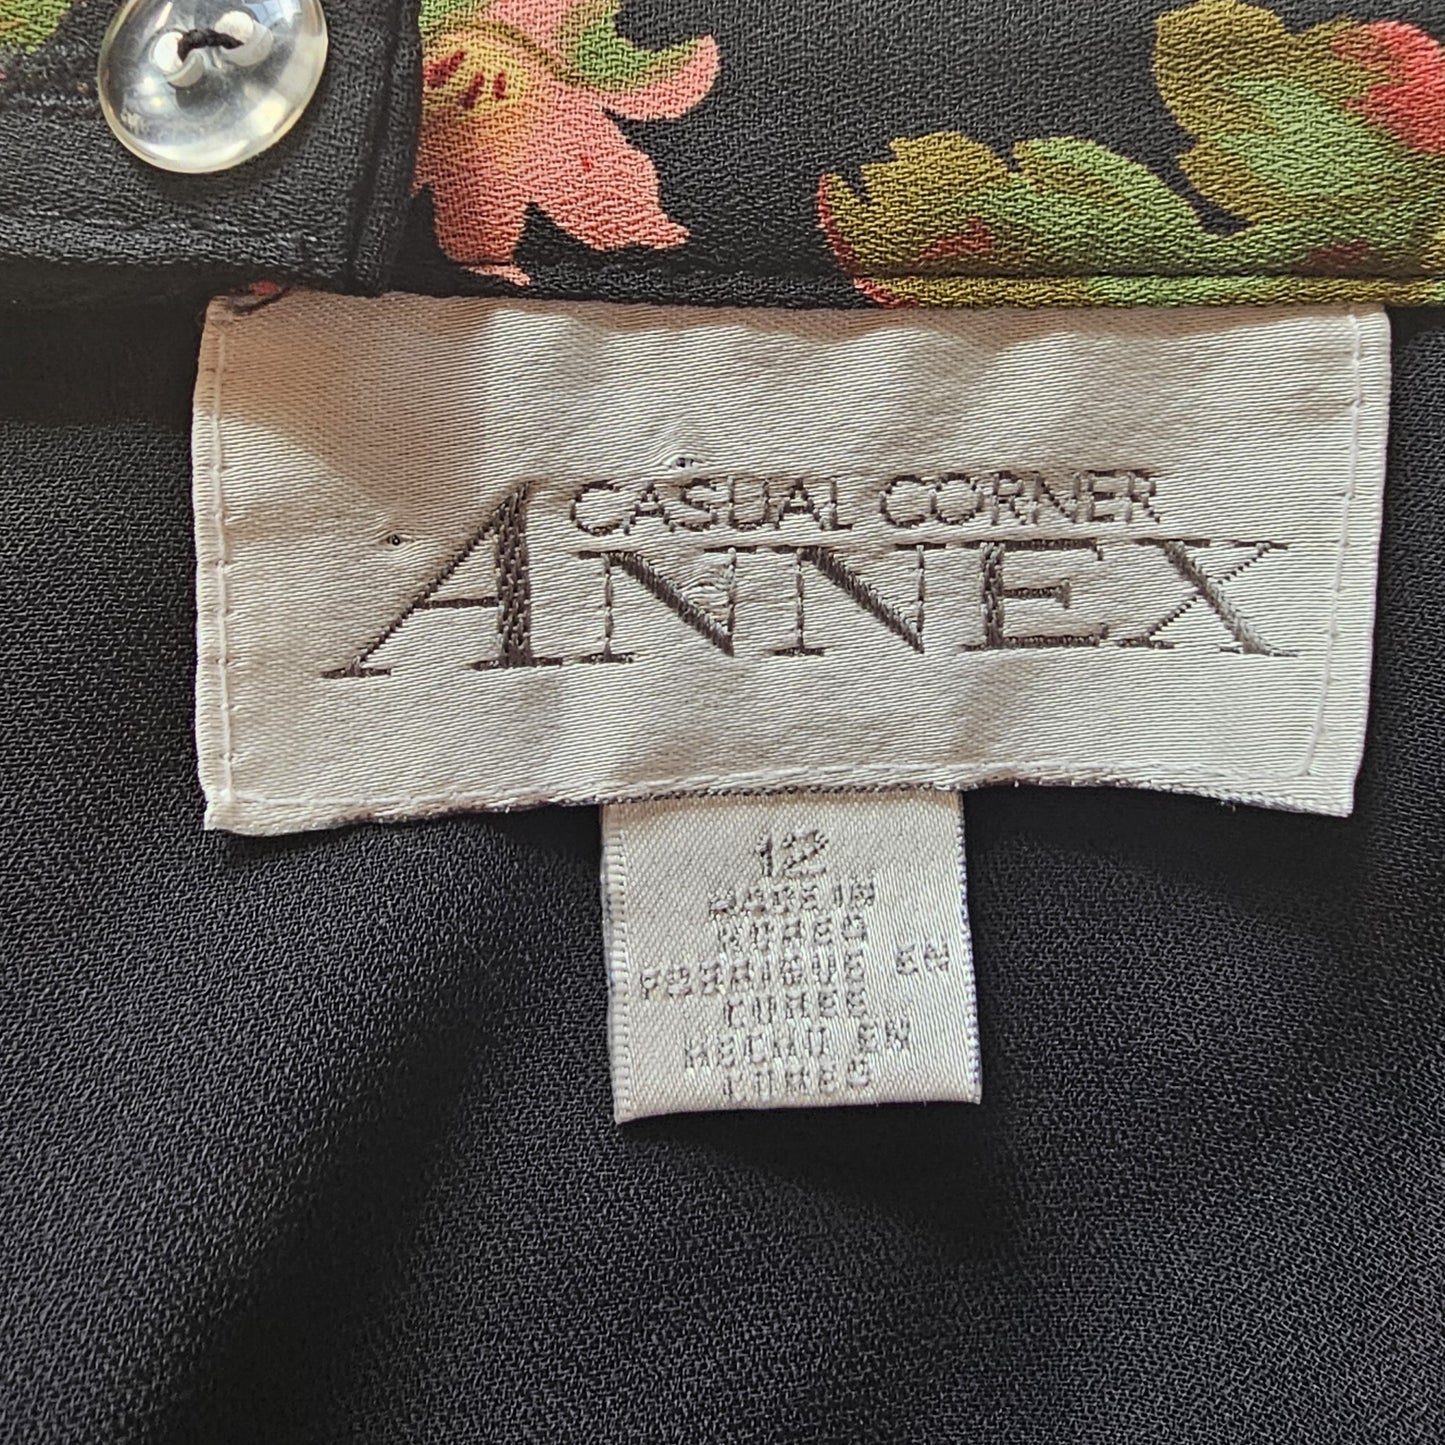 CASUAL CORNER
ANNEX
12
MADE IN
KOREA
FABRIQUE EN
COREE
HECHO EN
COREA